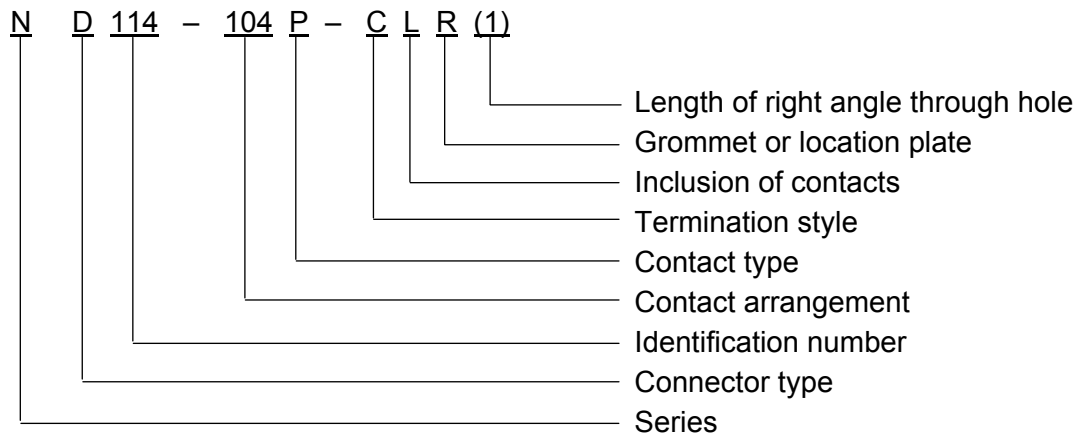 N D 114 – 104 P – C L R (1)
Length of right angle through hole
Grommet or location plate
Inclusion of contacts
Termination style
Contact type
Contact arrangement
Identification number
Connector type
Series